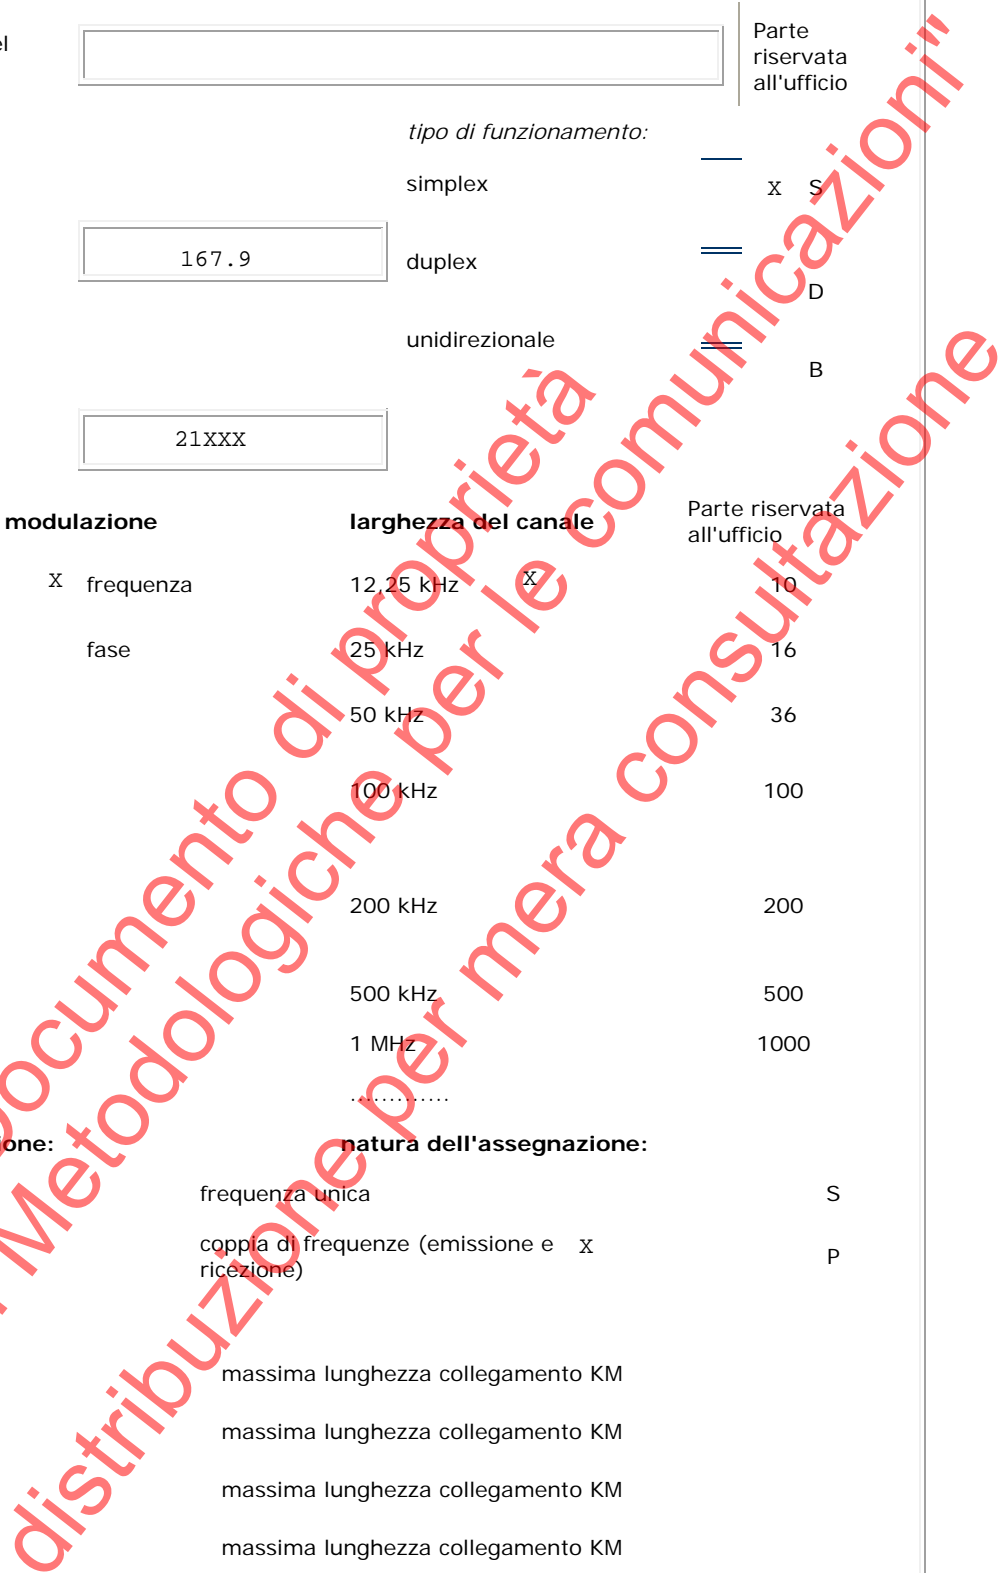 el
Parte
riservata
all'ufficio
tipo di funzionamento:
simplex X S
167.9 duplex
D
unidirezionale
B
21XXX
modulazione larghezza del canale Parte riservata
all'ufficio
X frequenza 12,25 kHz X 10
fase 25 kHz 16
50 kHz 36
100 kHz 100
200 kHz 200
500 kHz 500
1 MHz 1000
.............
ione: natura dell'assegnazione:
frequenza unica S
coppia di frequenze (emissione e X
ricezione) P
massima lunghezza collegamento KM
massima lunghezza collegamento KM
massima lunghezza collegamento KM
massima lunghezza collegamento KM
ocumento di proprietà
Metodologiche per le comunicazioni"
distribuzione per mera consultazione